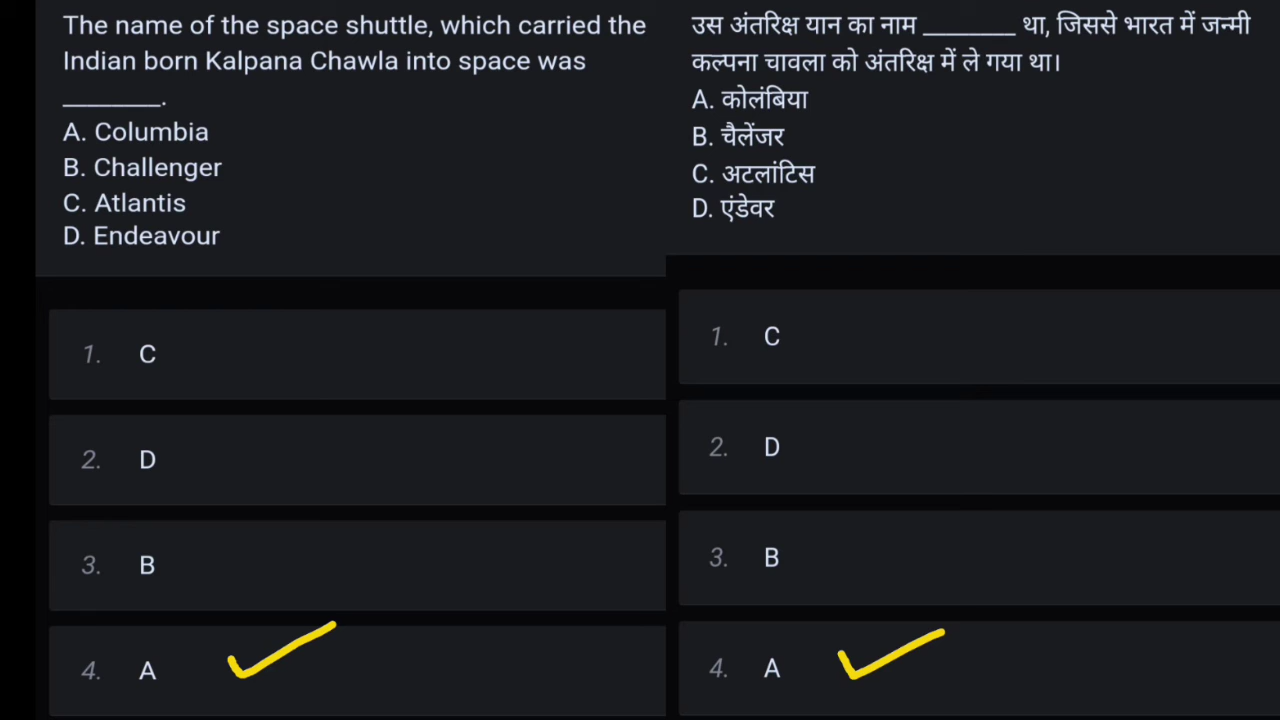 The name of the space shuttle, which carried the
Indian born Kalpana Chawla into space was
________.
A. Columbia
B. Challenger
C. Atlantis
D. Endeavour
1. C
2. D
3. B
4. A
उस अंतरिक्ष यान का नाम ________ था, जिससे भारत में जन्मी
कल्पना चावला को अंतरिक्ष में ले गया था।
A. कोलंबिया
B. चैलेंजर
C. अटलांटिस
D. एंडेवर
1. C
2. D
3. B
4. A